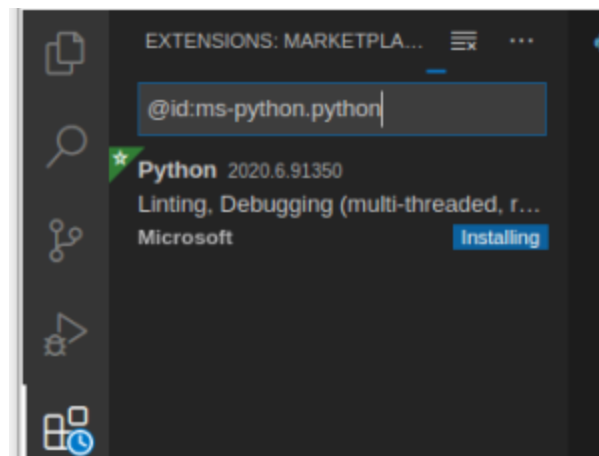 EXTENSIONS: MARKETPLA...
@id:ms-python.python
Python 2020.6.91350
Linting, Debugging (multi-threaded, r...
Microsoft Installing